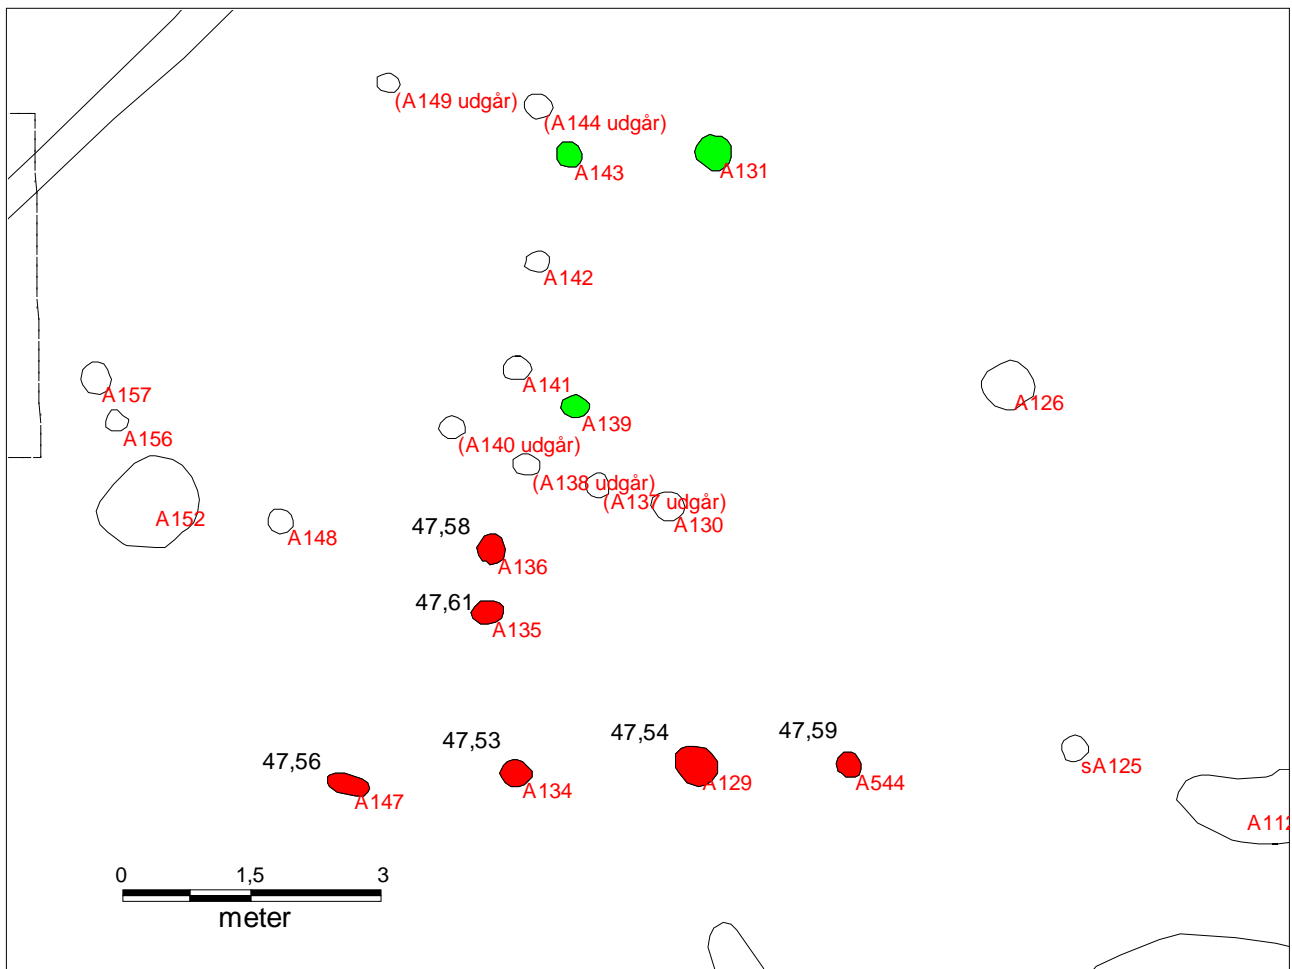 (A149 udgår)
(A144 udgår)
A143
A131
A142
A141
A157
A126
A139
A156
(A140 udgår)
(A138 udgår)
(A137 udgår)
A152
A130
47,58
A148
A136
47,61
A135
47,59
47,54
47,53
47,56
sA125
A129
A544
A134
A147
A112
0 1,5 3
meter